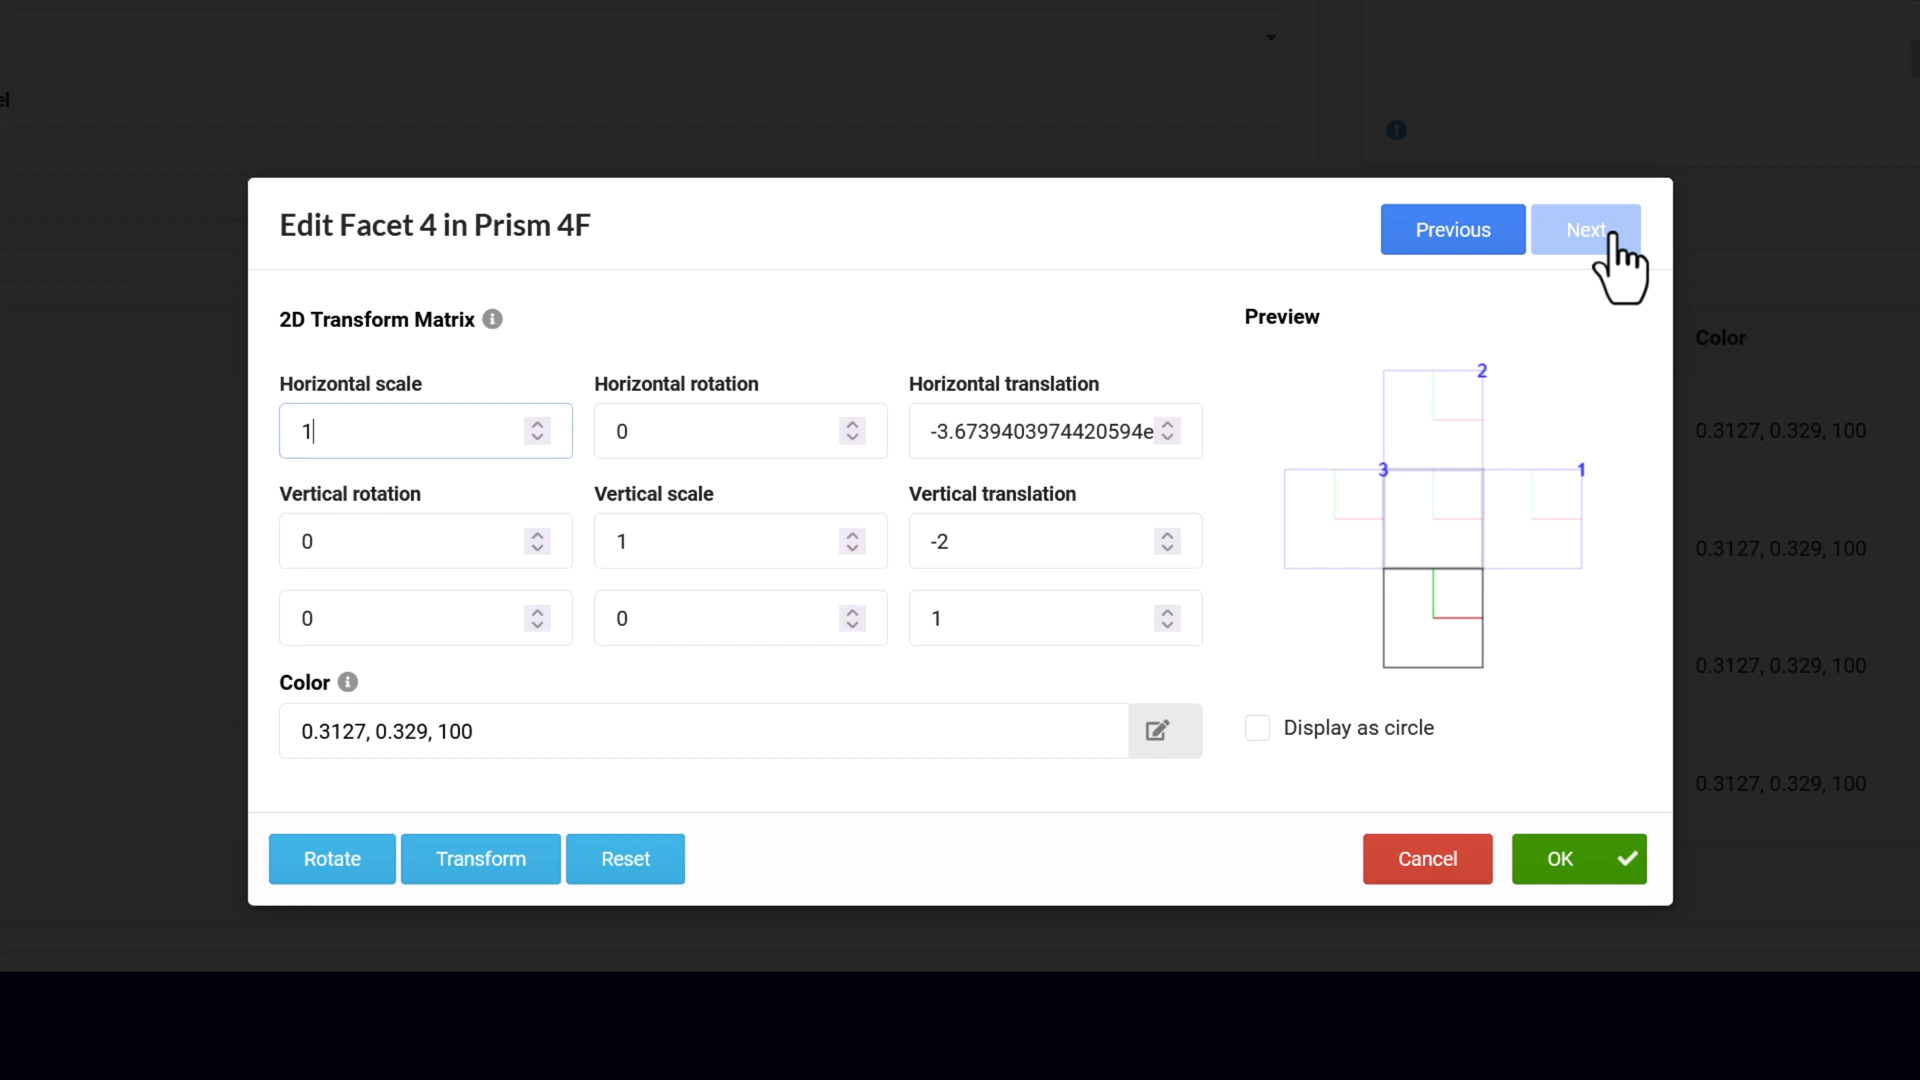 el
Edit Facet 4 in Prism 4F
Previous
Next
2D Transform Matrix
Preview
Color
Horizontal scale
Horizontal rotation
Horizontal translation
1
0
-3.6739403974420594e
Vertical rotation
Vertical scale
Vertical translation
0
1
-2
0
0
1
2
3
1
Color
0.3127, 0.329, 100
Display as circle
0.3127, 0.329, 100
0.3127, 0.329, 100
0.3127, 0.329, 100
0.3127, 0.329, 100
Rotate
Transform
Reset
Cancel
OK